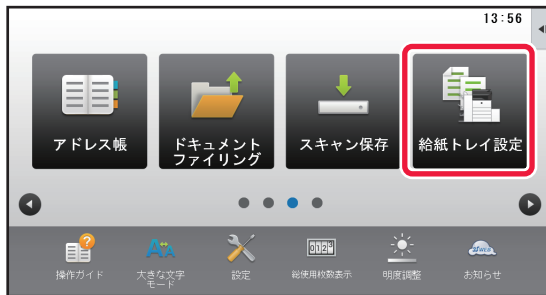 13:56
アドレス帳
ドキュメント
ファイリング
スキャン保存
給紙トレイ設定
操作ガイド
大きな文字
モード
設定
総使用枚数表示
明度調整
お知らせ